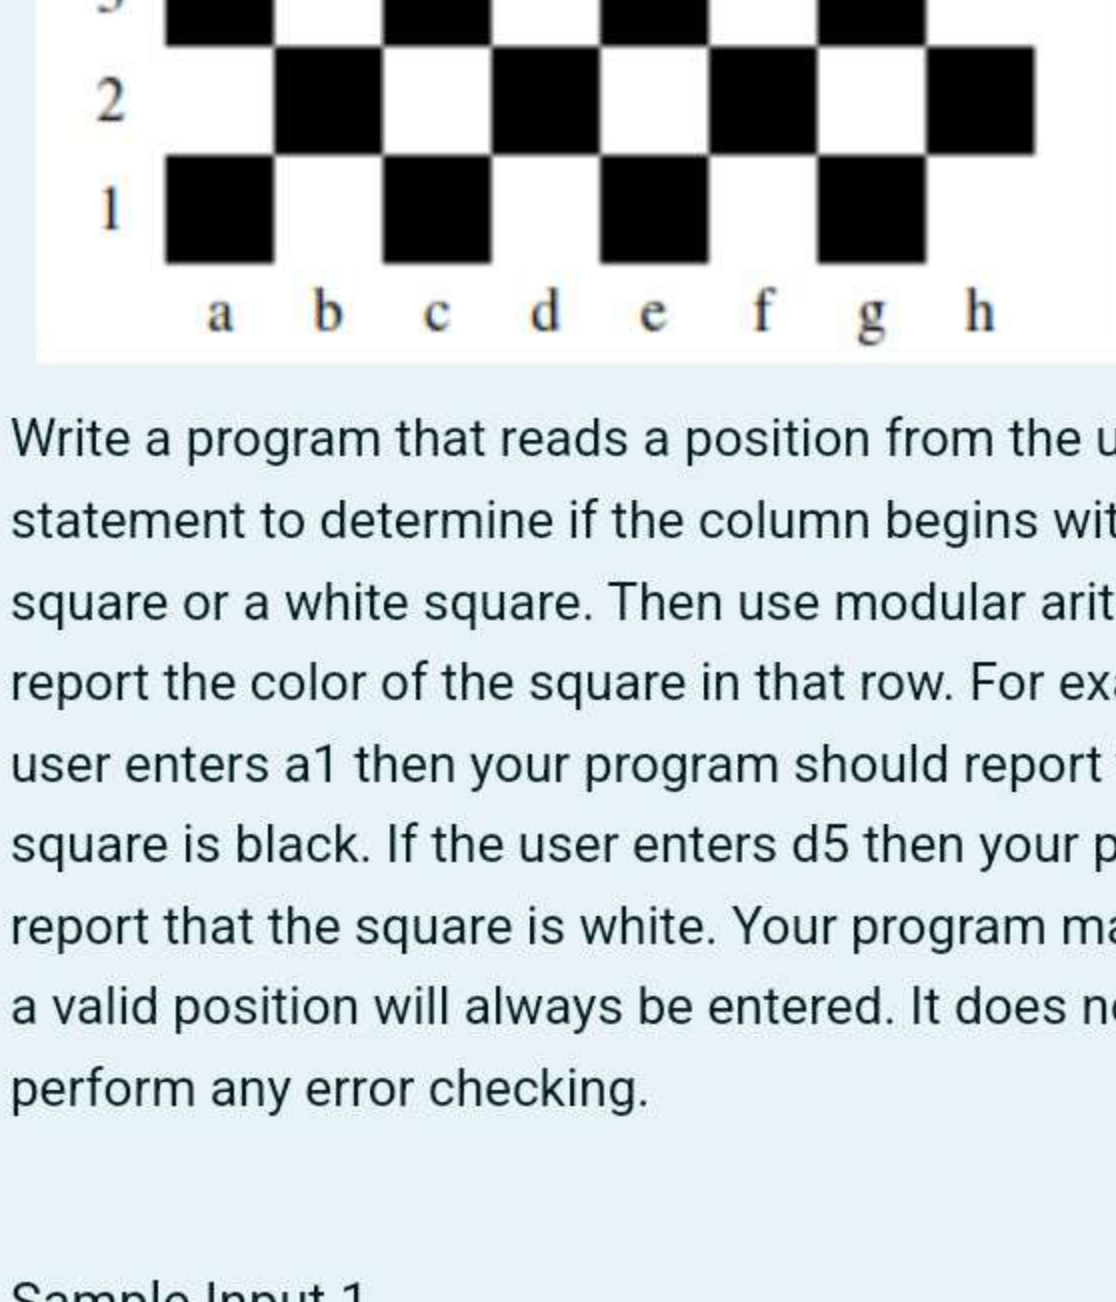 2
1
a b c d e f g h
Write a program that reads a position from the
statement to determine if the column begins
square or a white square. Then use modular
report the color of the square in that row. For
user enters a1 then your program should report
square is black. If the user enters d5 then your
report that the square is white. Your program
a valid position will always be entered. It does
perform any error checking.
Sample Input 1